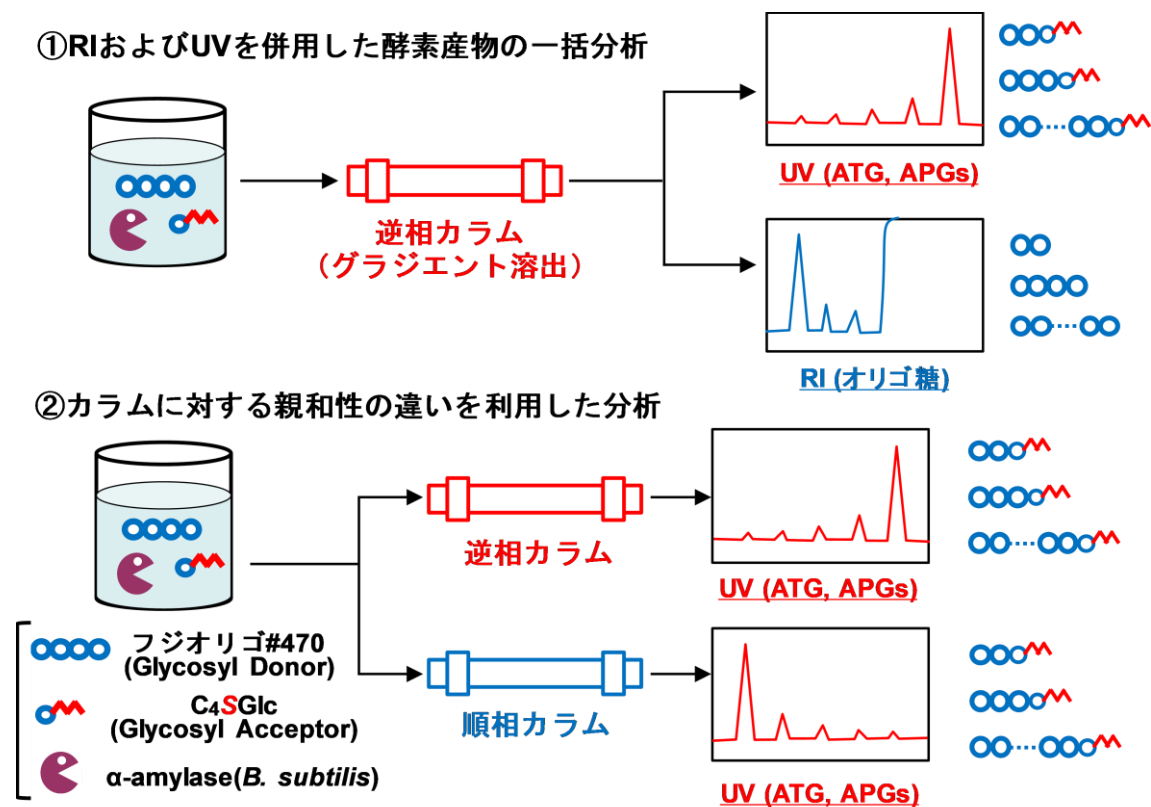 ①RIおよびUVを併用した酵素産物の一括分析
逆相カラム
（グラジエント溶出）
UV (ATG, APGs)
RI (オリゴ糖)
②カラムに対する親和性の違いを利用した分析
逆相カラム
UV (ATG, APGs)
順相カラム
UV (ATG, APGs)
フジオリゴ#470
(Glycosyl Donor)
C₄SGlc
(Glycosyl Acceptor)
α-amylase(B. subtilis)